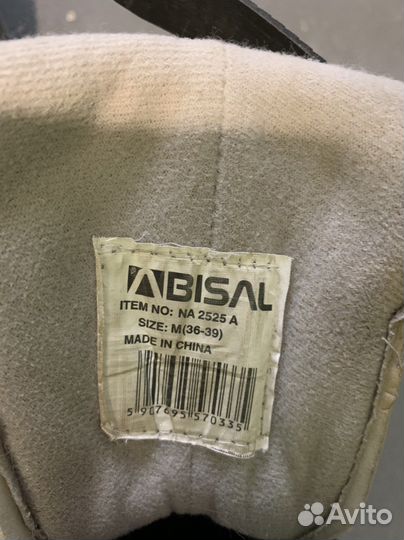 ABISAL
ITEM NO: NA 2525 A
SIZE: M(36-39)
MADE IN CHINA
5 907695 570335
Avito